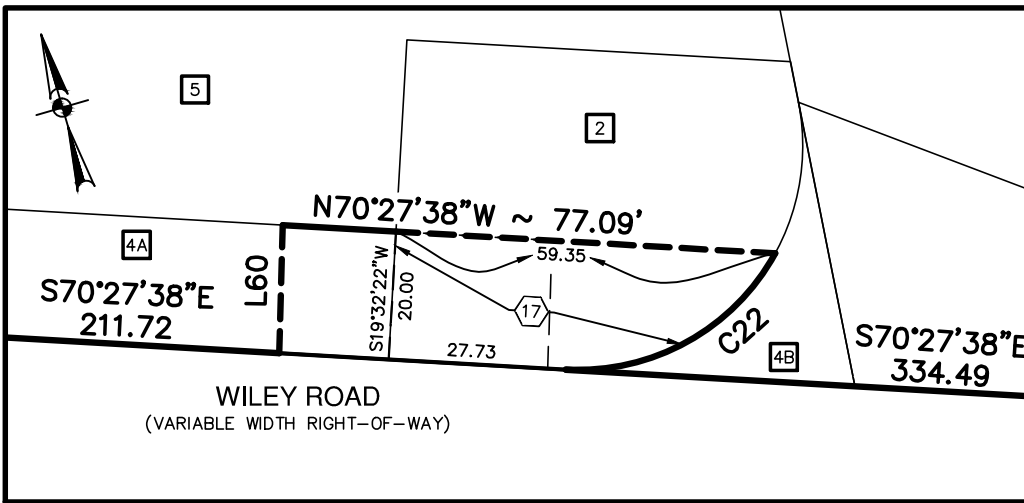 5
2
N70°27'38"W ~ 77.09'
4A
L60
S70°27'38"E
211.72
S19°32'22"W
20.00
59.35
17
27.73
C22
4B
S70°27'38"E
334.49
WILEY ROAD
(VARIABLE WIDTH RIGHT-OF-WAY)